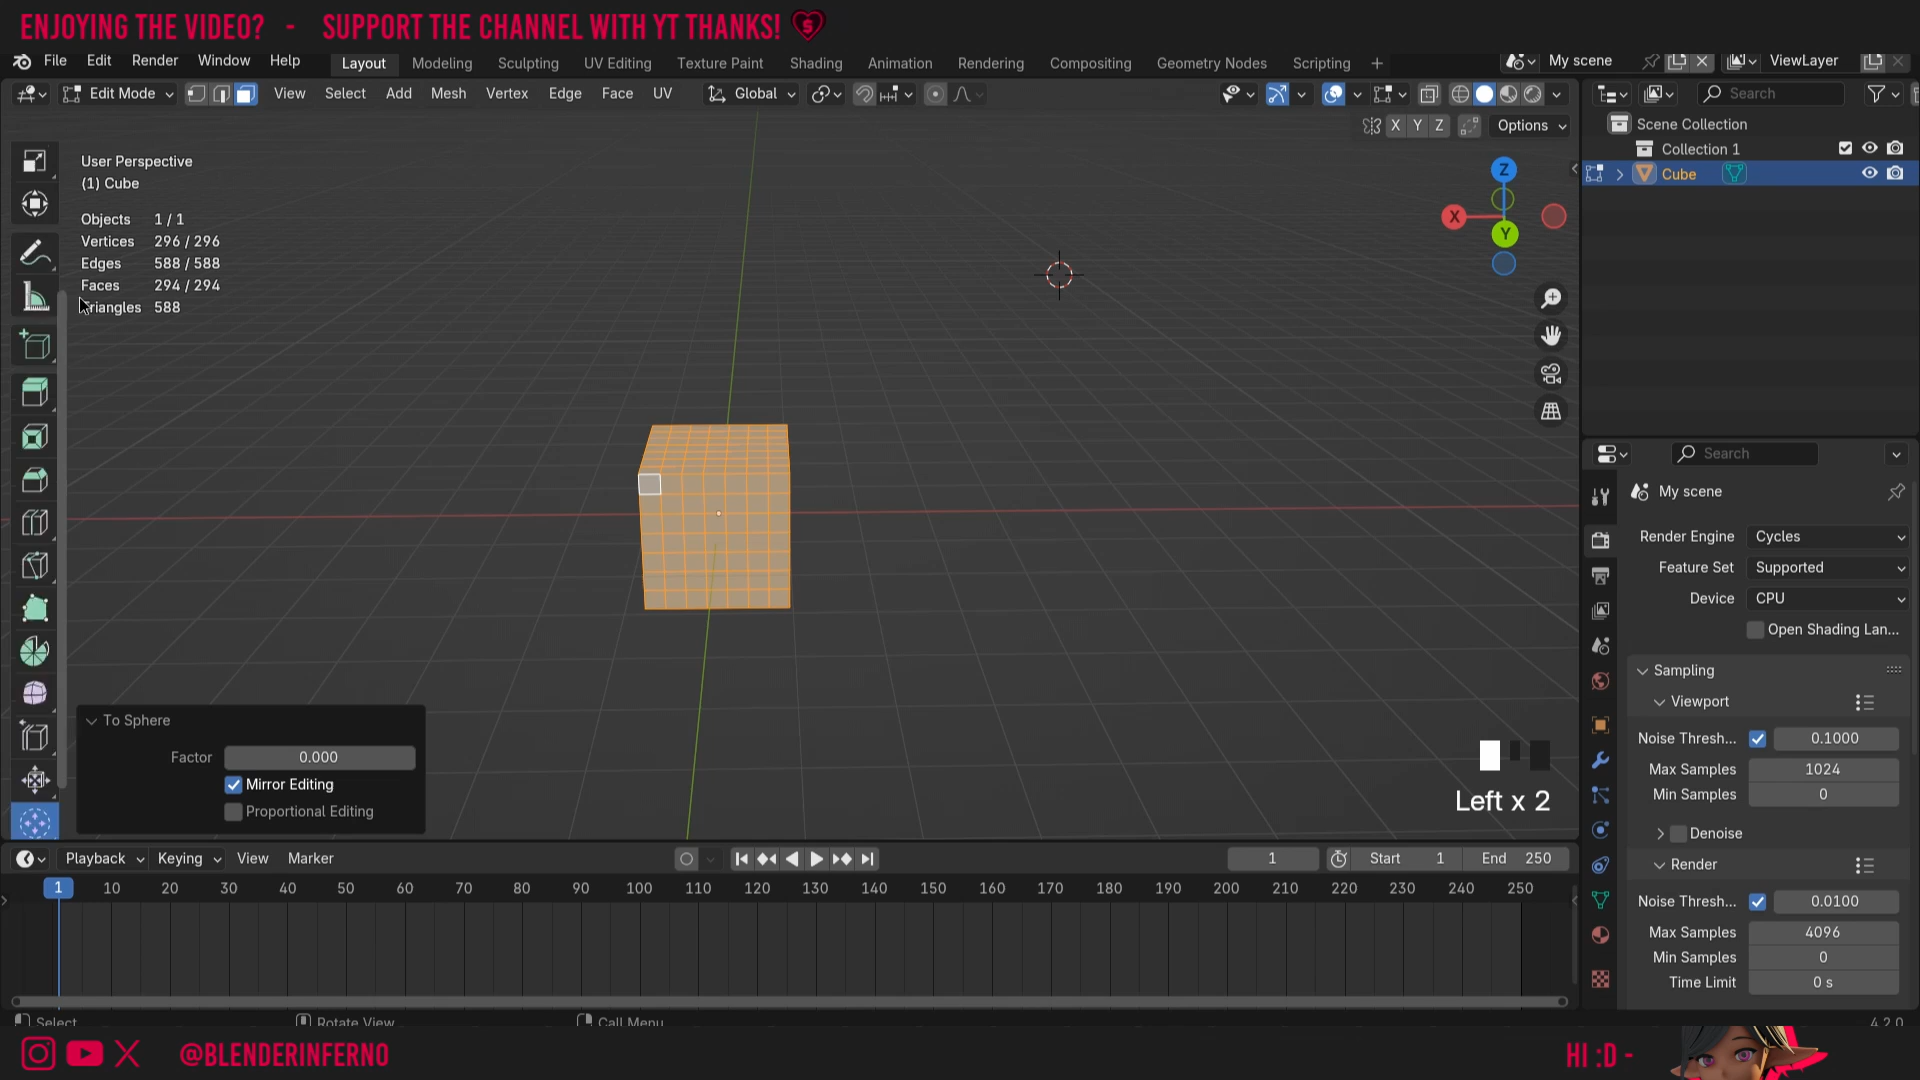 ENJOYING THE VIDEO? - SUPPORT THE CHANNEL WITH YT THANKS!
File Edit Render Window Help Layout Modeling Sculpting UV Editing Texture Paint Shading Animation Rendering Compositing Geometry Nodes Scripting + My scene ViewLayer
Edit Mode View Select Add Mesh Vertex Edge Face UV Global Search
X Y Z Options
Scene Collection
Collection 1
Cube
User Perspective
(1) Cube
Objects 1 / 1
Vertices 296 / 296
Edges 588 / 588
Faces 294 / 294
riangles 588
Z
X
Y
Search
My scene
Render Engine Cycles
Feature Set Supported
Device CPU
Open Shading Lan...
Sampling
Viewport
Noise Thresh... 0.1000
Max Samples 1024
Min Samples 0
Denoise
Render
Noise Thresh... 0.0100
Max Samples 4096
Min Samples 0
Time Limit 0 s
To Sphere
Factor 0.000
Mirror Editing
Proportional Editing
Left x 2
Playback Keying View Marker 1 Start 1 End 250
1 10 20 30 40 50 60 70 80 90 100 110 120 130 140 150 160 170 180 190 200 210 220 230 240 250
Select Rotate View Call Menu 4.2.0
@BLENDERINFERNO
HI :D -